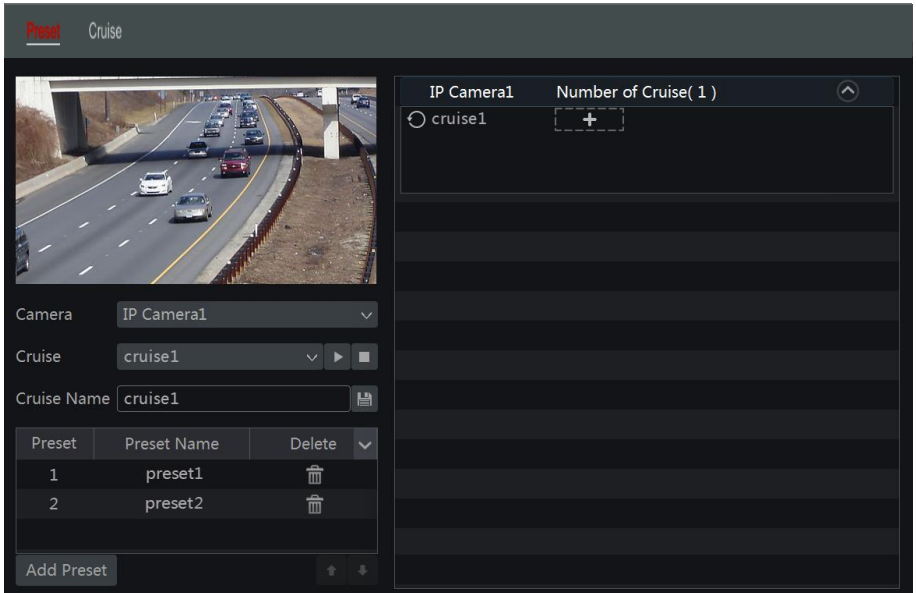 Preset Cruise
IP Camera1 Number of Cruise( 1 )
cruise1 +
Camera IP Camera1
Cruise cruise1
Cruise Name cruise1
Preset Preset Name Delete
1 preset1
2 preset2
Add Preset